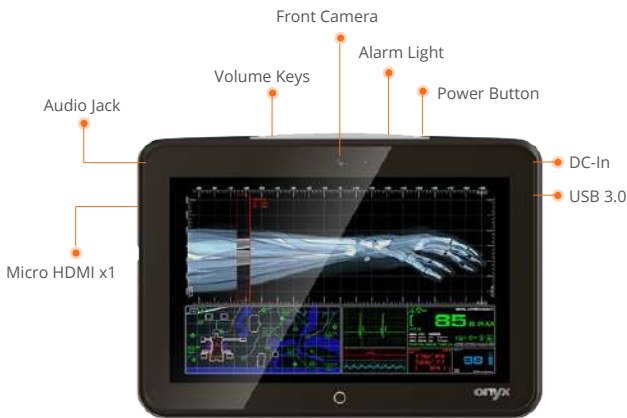 Front Camera
Alarm Light
Volume Keys
Power Button
Audio Jack
DC-In
USB 3.0
Micro HDMI x1
85
98
onyx